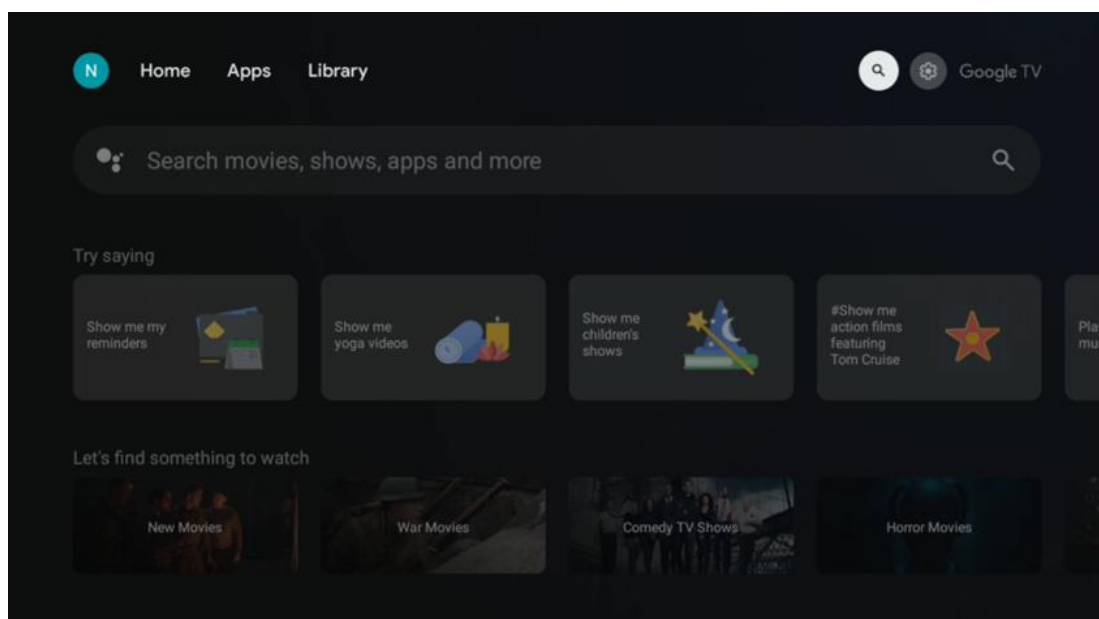 N Home Apps Library Google TV
Search movies, shows, apps and more
Try saying
Show me my
reminders
Show me
yoga videos
Show me
children's
shows
#Show me
action films
featuring
Tom Cruise
Pla
mu
Let's find something to watch
New Movies
War Movies
Comedy TV Shows
Horror Movies